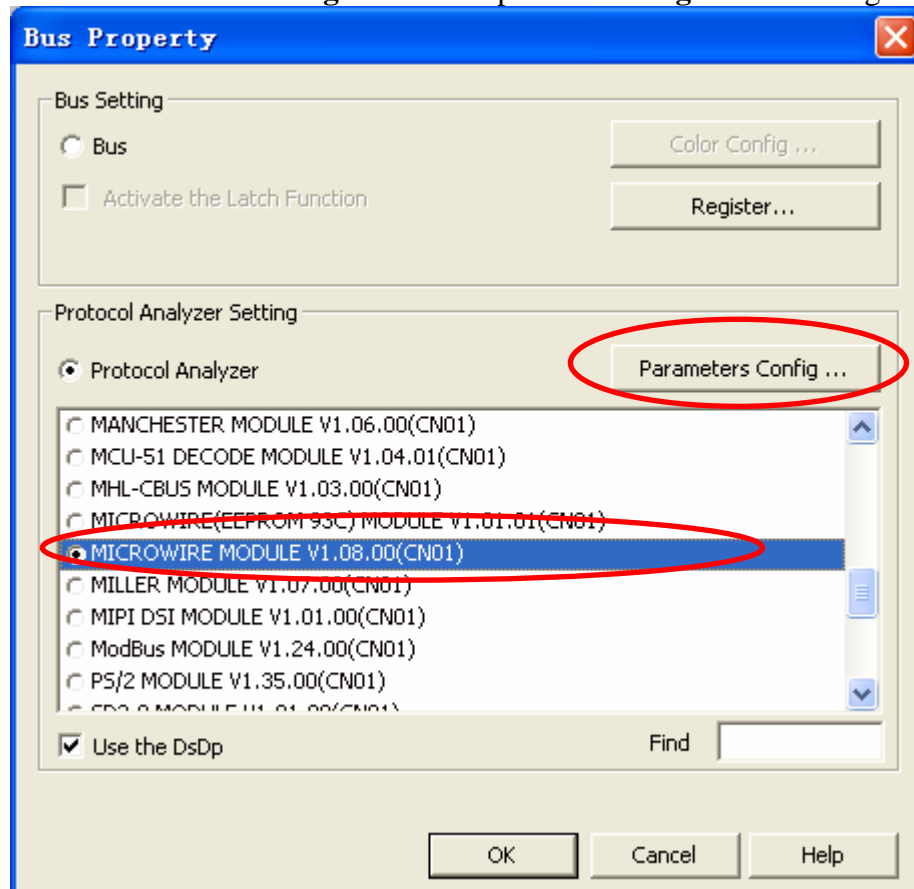 Bus Property
Bus Setting
Bus
Color Config ...
Activate the Latch Function
Register...
Protocol Analyzer Setting
Protocol Analyzer
Parameters Config ...
MANCHESTER MODULE V1.06.00(CN01)
MCU-51 DECODE MODULE V1.04.01(CN01)
MHL-CBUS MODULE V1.03.00(CN01)
MICROWIRE(EEPROM 93C) MODULE V1.01.01(CN01)
MICROWIRE MODULE V1.08.00(CN01)
MILLER MODULE V1.07.00(CN01)
MIPI DSI MODULE V1.01.00(CN01)
ModBus MODULE V1.24.00(CN01)
PS/2 MODULE V1.35.00(CN01)
Use the DsDp
Find
OK
Cancel
Help